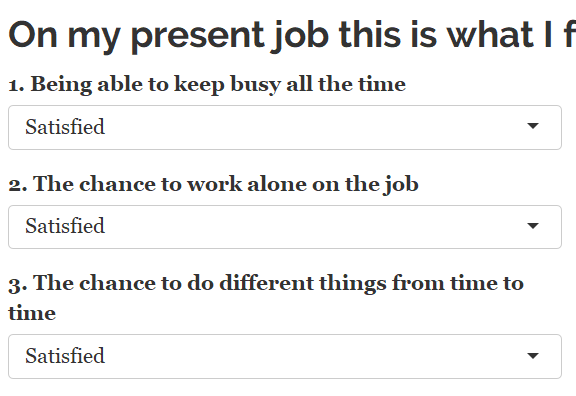 On my present job this is what I f
1. Being able to keep busy all the time
Satisfied
2. The chance to work alone on the job
Satisfied
3. The chance to do different things from time to
time
Satisfied